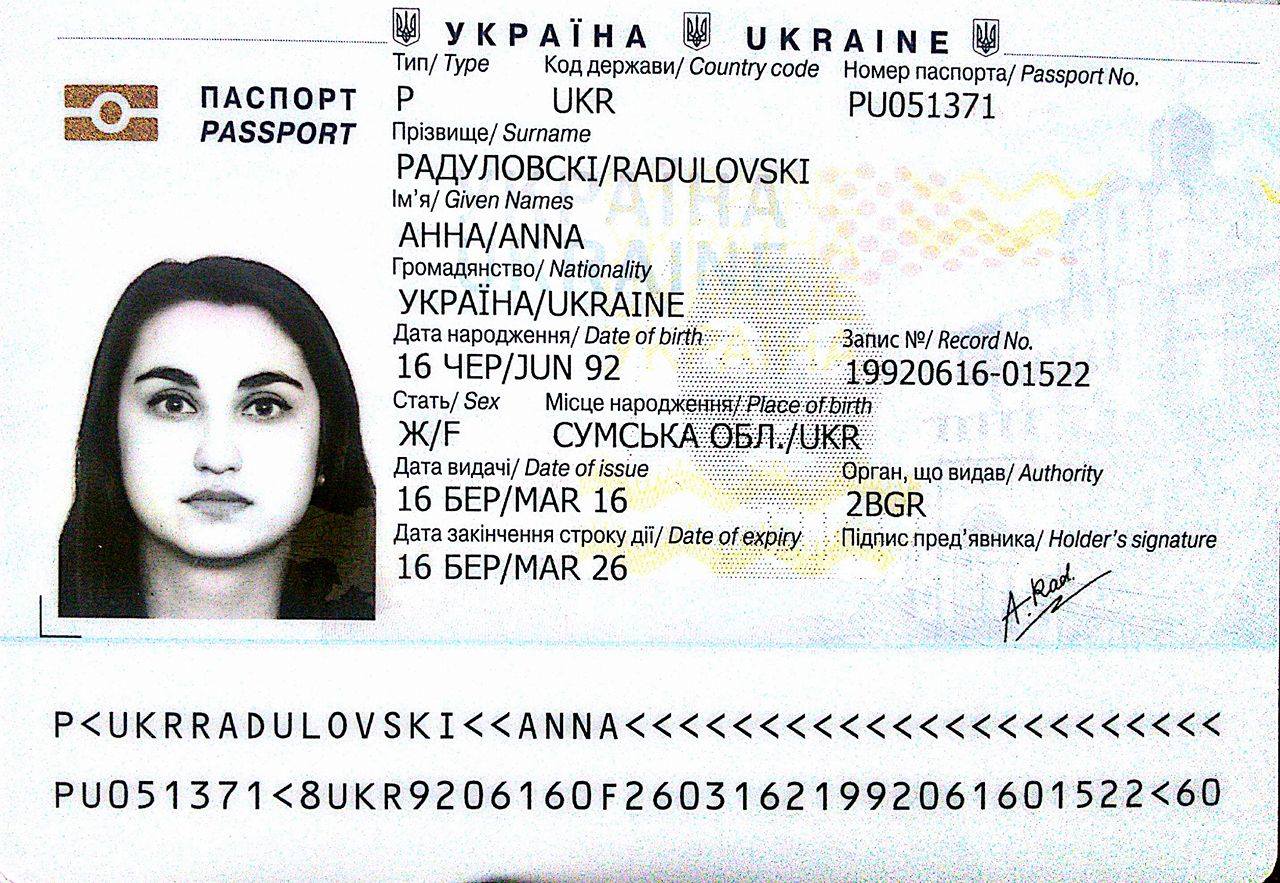 УКРАЇНА UKRAINE
ПАСПОРТ
PASSPORT
Тип/ Type Код держави/ Country code Номер паспорта/ Passport No.
P UKR PU051371
Прізвище/ Surname
РАДУЛОВСКІ/RADULOVSKI
Ім'я/ Given Names
АННА/ANNA
Громадянство/ Nationality
УКРАЇНА/UKRAINE
Дата народження/ Date of birth Запис №/ Record No.
16 ЧЕР/JUN 92 19920616-01522
Стать/ Sex Місце народження/ Place of birth
Ж/F СУМСЬКА ОБЛ./UKR
Дата видачі/ Date of issue Орган, що видав/ Authority
16 БЕР/MAR 16 2BGR
Дата закінчення строку дії/ Date of expiry Підпис пред'явника/ Holder's signature
16 БЕР/MAR 26
A. Rad.
УКРАЇНА
UKRAINE
УКРАЇНА
P<UKRRADULOVSKI<<ANNA<<<<<<<<<<<<<<<<<<<<<<<
PU051371<8UKR9206160F26031621992061601522<60